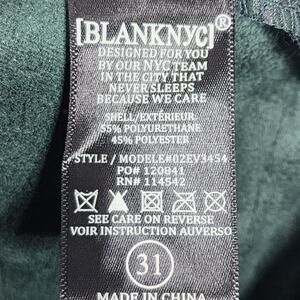 [BLANKNYC]®
DESIGNED FOR YOU
BY OUR NYC TEAM
IN THE CITY THAT
NEVER SLEEPS
BECAUSE WE CARE
SHELL/EXTÉRIEUR:
55% POLYURETHANE
45% POLYESTER
STYLE / MODELE#02EV3454
PO# 120841
RN# 114542
SEE CARE ON REVERSE
VOIR INSTRUCTION AUVERSO
31
MADE IN CHINA